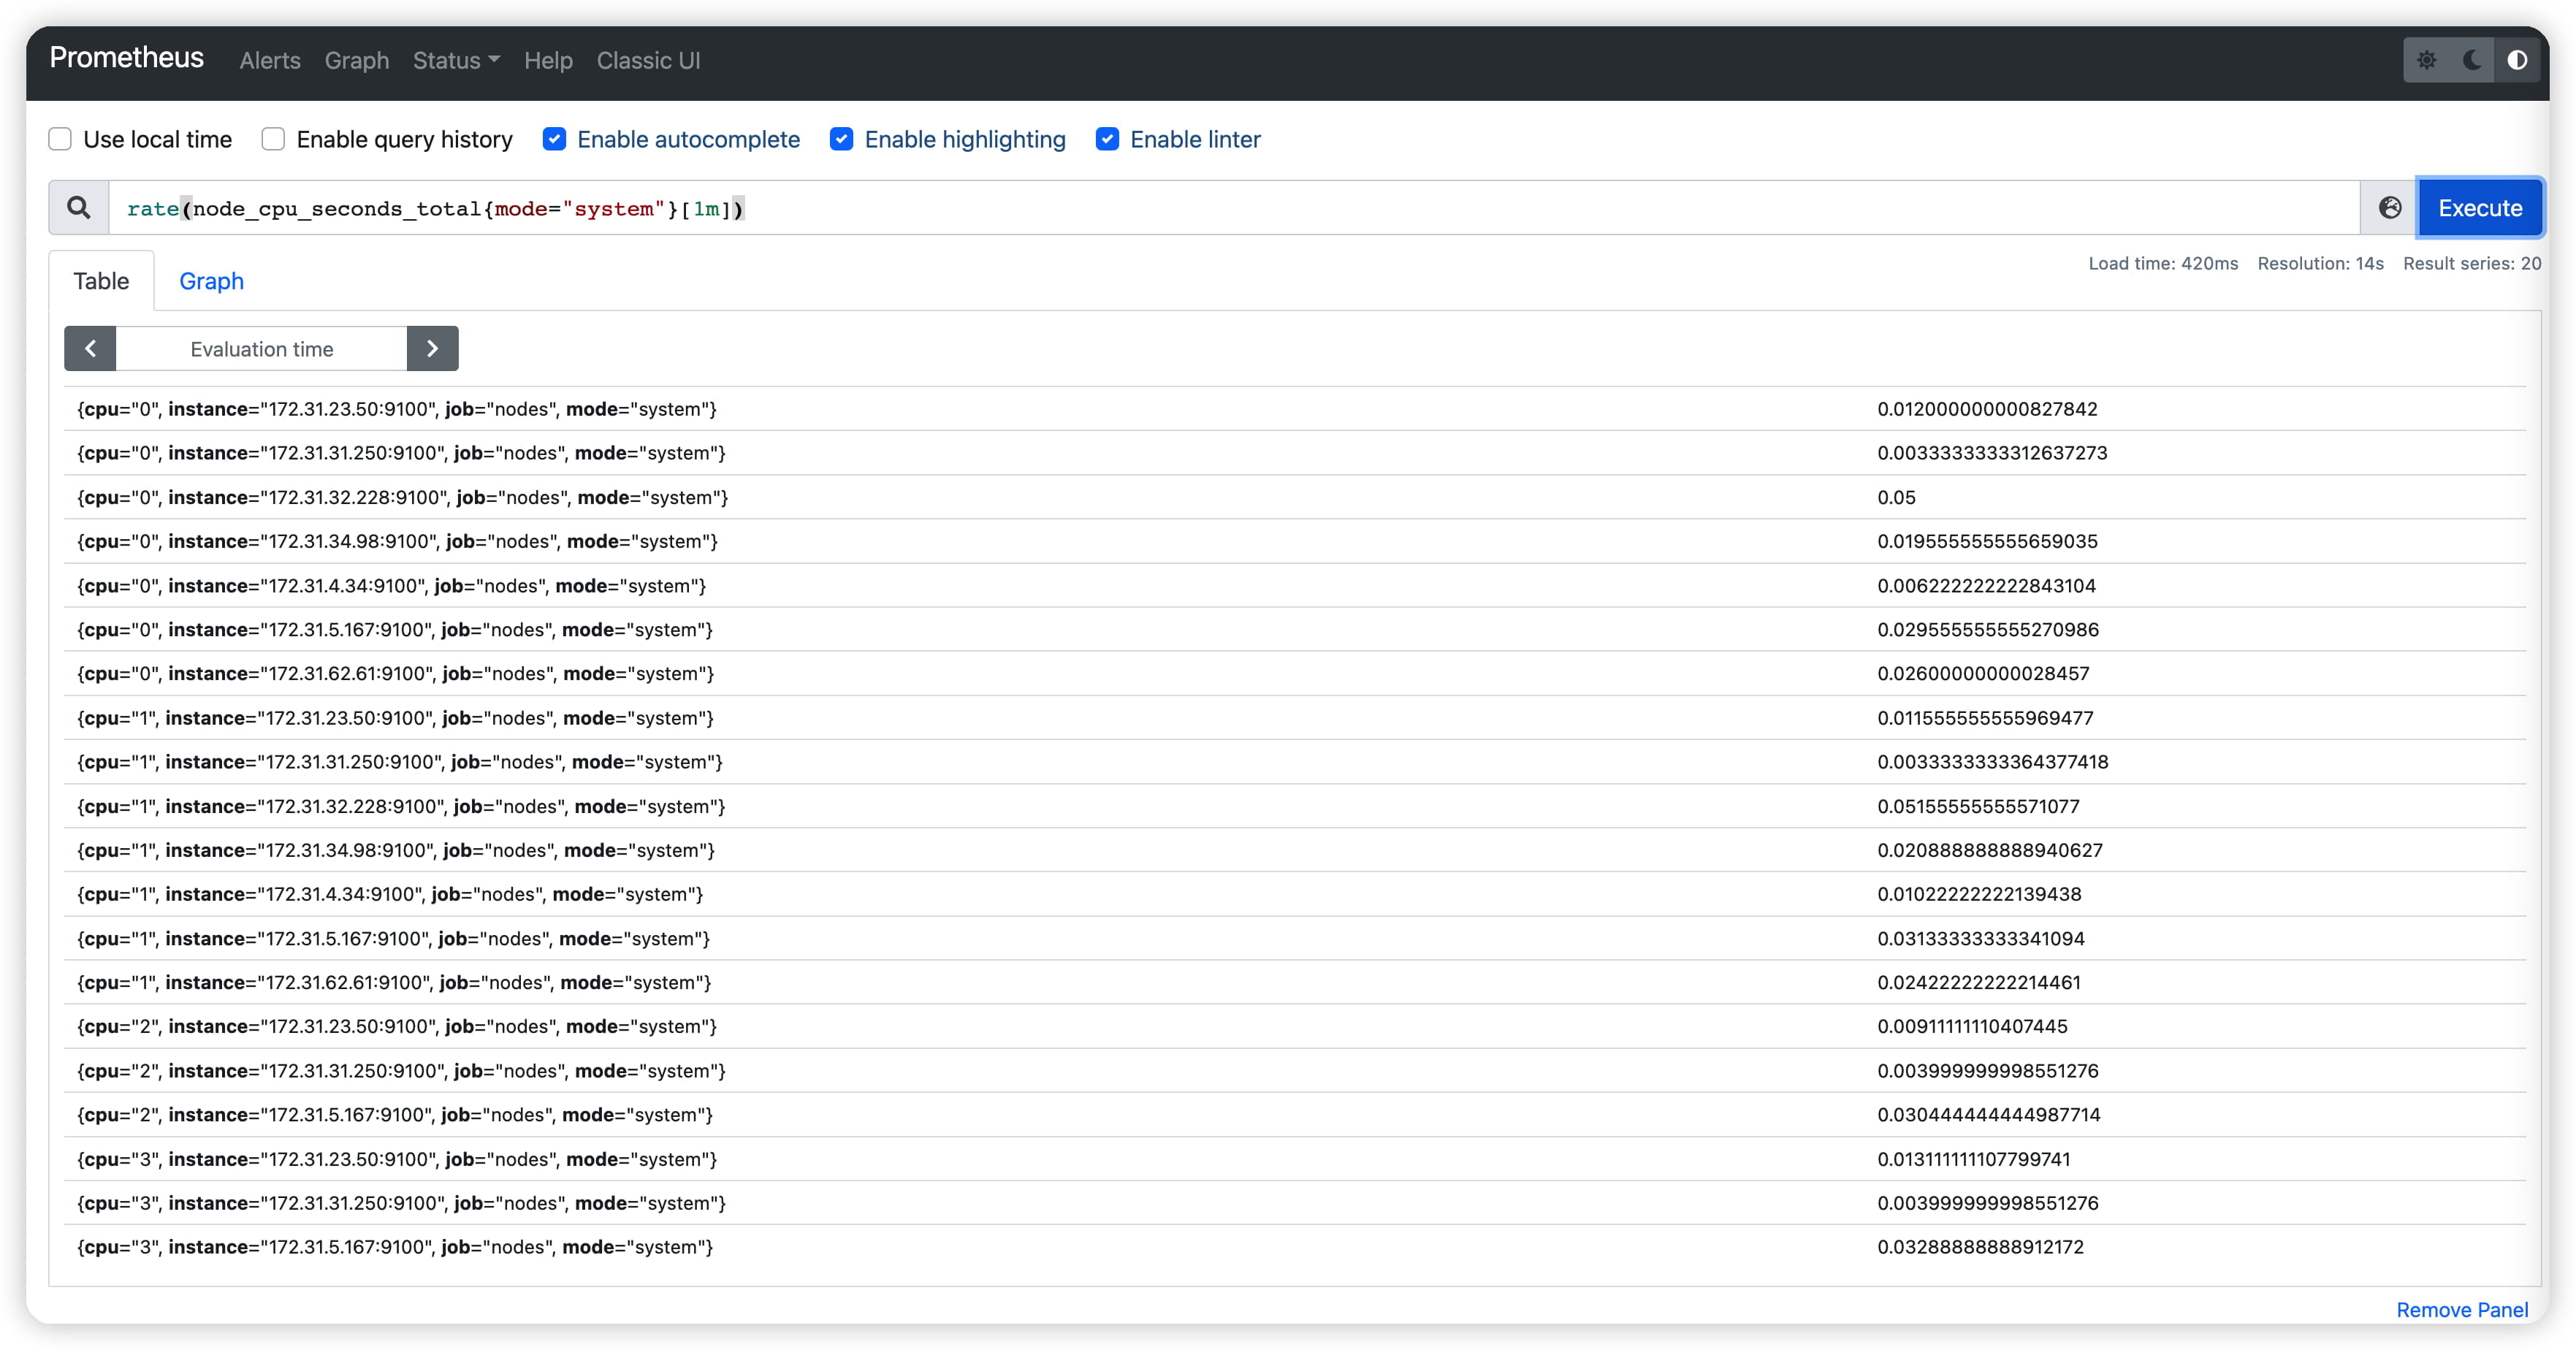 Prometheus Alerts Graph Status Help Classic UI
Use local time Enable query history Enable autocomplete Enable highlighting Enable linter
rate(node_cpu_seconds_total{mode="system"}[1m]) Execute
Table Graph Load time: 420ms Resolution: 14s Result series: 20
Evaluation time
{cpu="0", instance="172.31.23.50:9100", job="nodes", mode="system"} 0.012000000000827842
{cpu="0", instance="172.31.31.250:9100", job="nodes", mode="system"} 0.0033333333312637273
{cpu="0", instance="172.31.32.228:9100", job="nodes", mode="system"} 0.05
{cpu="0", instance="172.31.34.98:9100", job="nodes", mode="system"} 0.019555555555659035
{cpu="0", instance="172.31.4.34:9100", job="nodes", mode="system"} 0.006222222222843104
{cpu="0", instance="172.31.5.167:9100", job="nodes", mode="system"} 0.029555555555270986
{cpu="0", instance="172.31.62.61:9100", job="nodes", mode="system"} 0.02600000000028457
{cpu="1", instance="172.31.23.50:9100", job="nodes", mode="system"} 0.011555555555969477
{cpu="1", instance="172.31.31.250:9100", job="nodes", mode="system"} 0.0033333333364377418
{cpu="1", instance="172.31.32.228:9100", job="nodes", mode="system"} 0.05155555555571077
{cpu="1", instance="172.31.34.98:9100", job="nodes", mode="system"} 0.020888888888940627
{cpu="1", instance="172.31.4.34:9100", job="nodes", mode="system"} 0.01022222222139438
{cpu="1", instance="172.31.5.167:9100", job="nodes", mode="system"} 0.03133333333341094
{cpu="1", instance="172.31.62.61:9100", job="nodes", mode="system"} 0.02422222222214461
{cpu="2", instance="172.31.23.50:9100", job="nodes", mode="system"} 0.00911111110407445
{cpu="2", instance="172.31.31.250:9100", job="nodes", mode="system"} 0.003999999998551276
{cpu="2", instance="172.31.5.167:9100", job="nodes", mode="system"} 0.030444444444987714
{cpu="3", instance="172.31.23.50:9100", job="nodes", mode="system"} 0.013111111107799741
{cpu="3", instance="172.31.31.250:9100", job="nodes", mode="system"} 0.003999999998551276
{cpu="3", instance="172.31.5.167:9100", job="nodes", mode="system"} 0.03288888888912172
Remove Panel